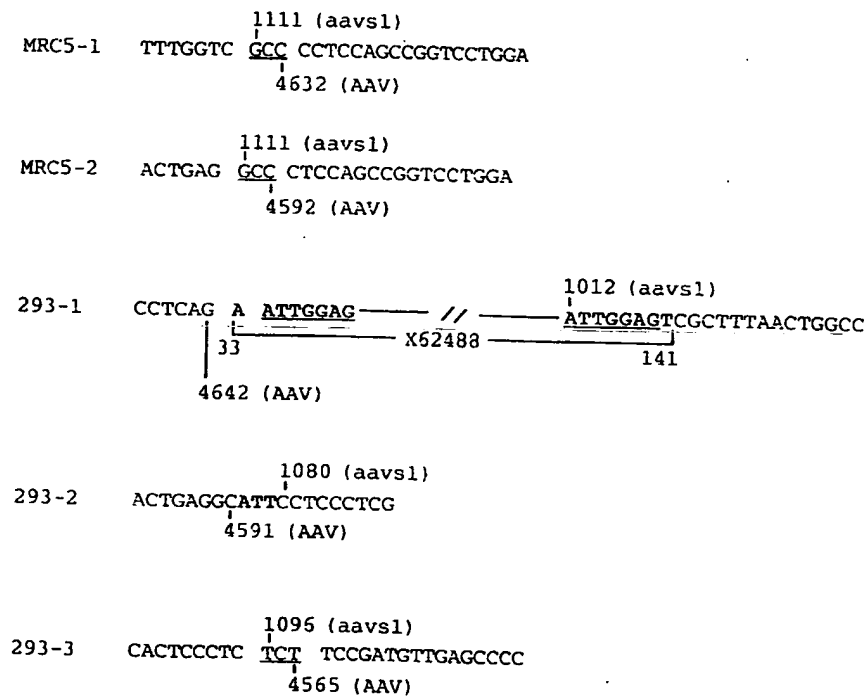 1111 (aavs1)
MRC5-1 TTTGGTC GCC CCTCCAGCCGGTCCTGGA
4632 (AAV)
1111 (aavs1)
MRC5-2 ACTGAG GCC CTCCAGCCGGTCCTGGA
4592 (AAV)
1012 (aavs1)
293-1 CCTCAG A ATTGGAG // ATTGGAGTCGCTTTAACTGGCC
33 X62488 141
4642 (AAV)
1080 (aavs1)
293-2 ACTGAGGCATTCCTCCCTCG
4591 (AAV)
1096 (aavs1)
293-3 CACTCCCTC TCT TCCGATGTTGAGCCCC
4565 (AAV)